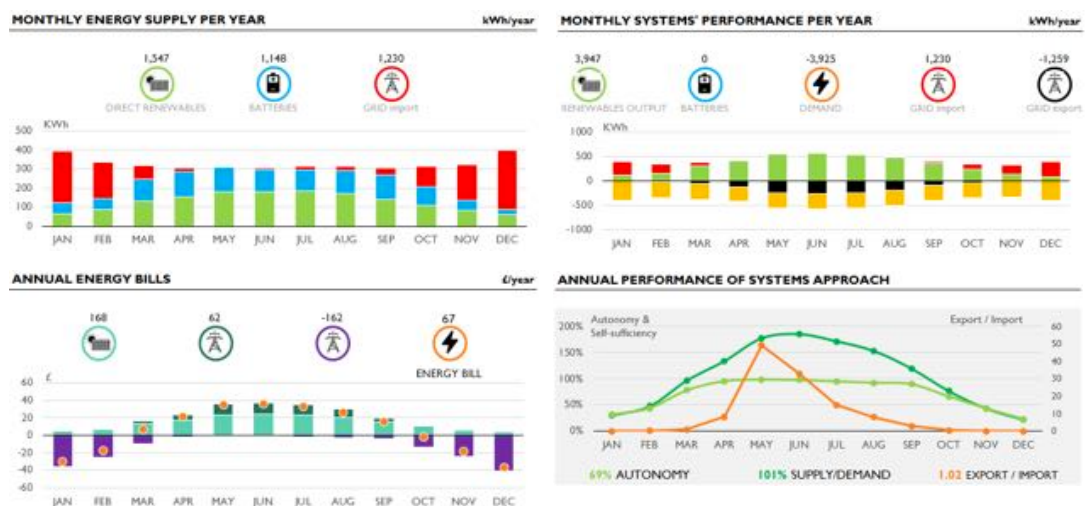 MONTHLY ENERGY SUPPLY PER YEAR kWh/year
1,547 1,148 1,230
DIRECT RENEWABLES BATTERIES GRID import
KWh
500
400
300
200
100
0
JAN FEB MAR APR MAY JUN JUL AUG SEP OCT NOV DEC
MONTHLY SYSTEMS' PERFORMANCE PER YEAR kWh/year
3,947 0 -3,925 1,230 -1,259
RENEWABLES OUTPUT BATTERIES DEMAND GRID import GRID export
KWh
1000
500
0
-500
-1000
JAN FEB MAR APR MAY JUN JUL AUG SEP OCT NOV DEC
ANNUAL ENERGY BILLS £/year
168 62 -162 67
ENERGY BILL
£
60
40
20
0
-20
-40
-60
JAN FEB MAR APR MAY JUN JUL AUG SEP OCT NOV DEC
ANNUAL PERFORMANCE OF SYSTEMS APPROACH
Autonomy & Export / Import
Self-sufficiency
200% 60
50
150% 40
100% 30
20
50% 10
0% 0
JAN FEB MAR APR MAY JUN JUL AUG SEP OCT NOV DEC
69% AUTONOMY 101% SUPPLY/DEMAND 1.02 EXPORT / IMPORT